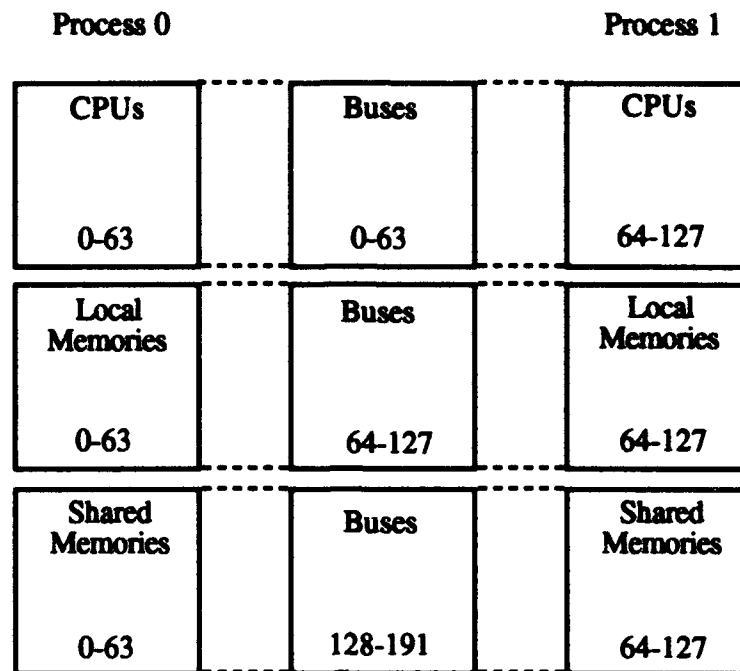 Process 0
Process 1
CPUs
Buses
CPUs
0-63
0-63
64-127
Local
Memories
Buses
Local
Memories
0-63
64-127
64-127
Shared
Memories
Buses
Shared
Memories
0-63
128-191
64-127